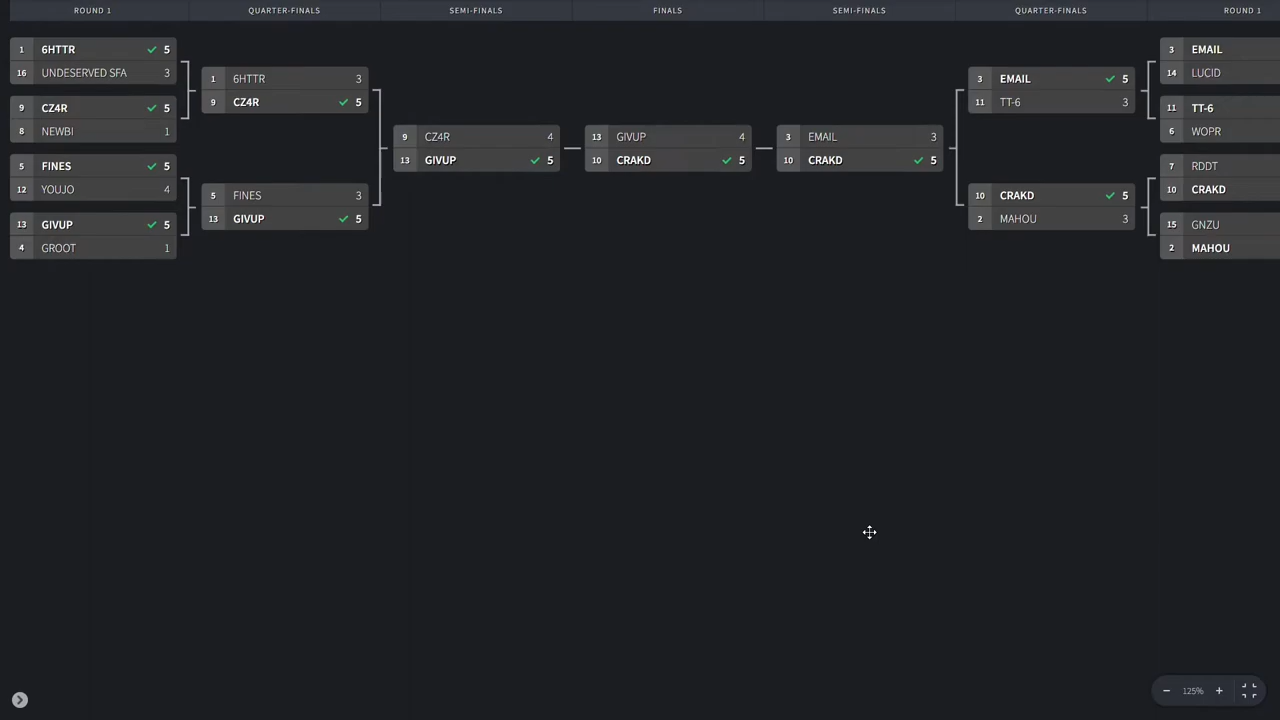 ROUND 1
QUARTER-FINALS
SEMI-FINALS
FINALS
SEMI-FINALS
QUARTER-FINALS
ROUND 1
1 6HTTR 5
16 UNDESERVED SFA 3
9 CZ4R 5
8 NEWBI 1
5 FINES 5
12 YOUJO 4
13 GIVUP 5
4 GROOT 1
1 6HTTR 3
9 CZ4R 5
5 FINES 3
13 GIVUP 5
9 CZ4R 4
13 GIVUP 5
13 GIVUP 4
10 CRAKD 5
3 EMAIL 3
10 CRAKD 5
3 EMAIL 5
11 TT-6 3
10 CRAKD 5
2 MAHOU 3
3 EMAIL
14 LUCID
11 TT-6
6 WOPR
7 RDDT
10 CRAKD
15 GNZU
2 MAHOU
125%